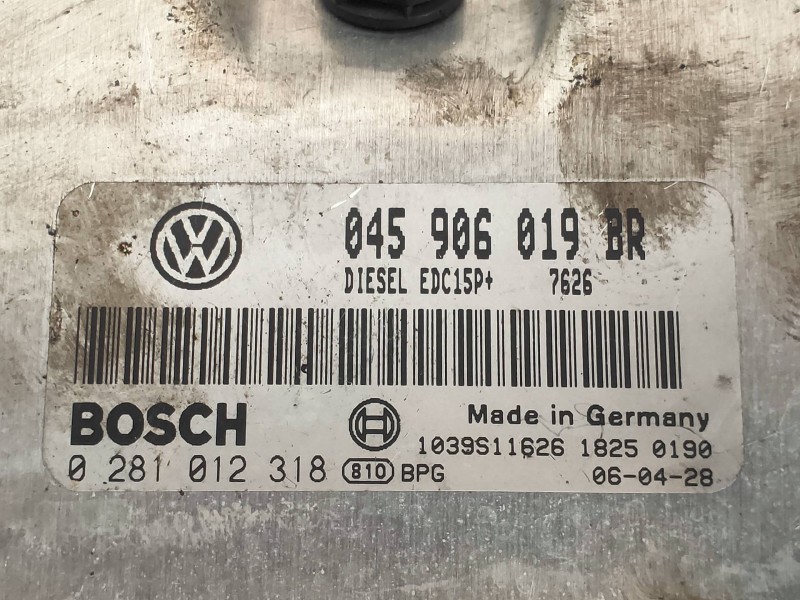 045 906 019 BR
DIESEL EDC15P+ 7626
BOSCH
Made in Germany
1039S11626 1825 0190
0 281 012 318 810 BPG 06-04-28